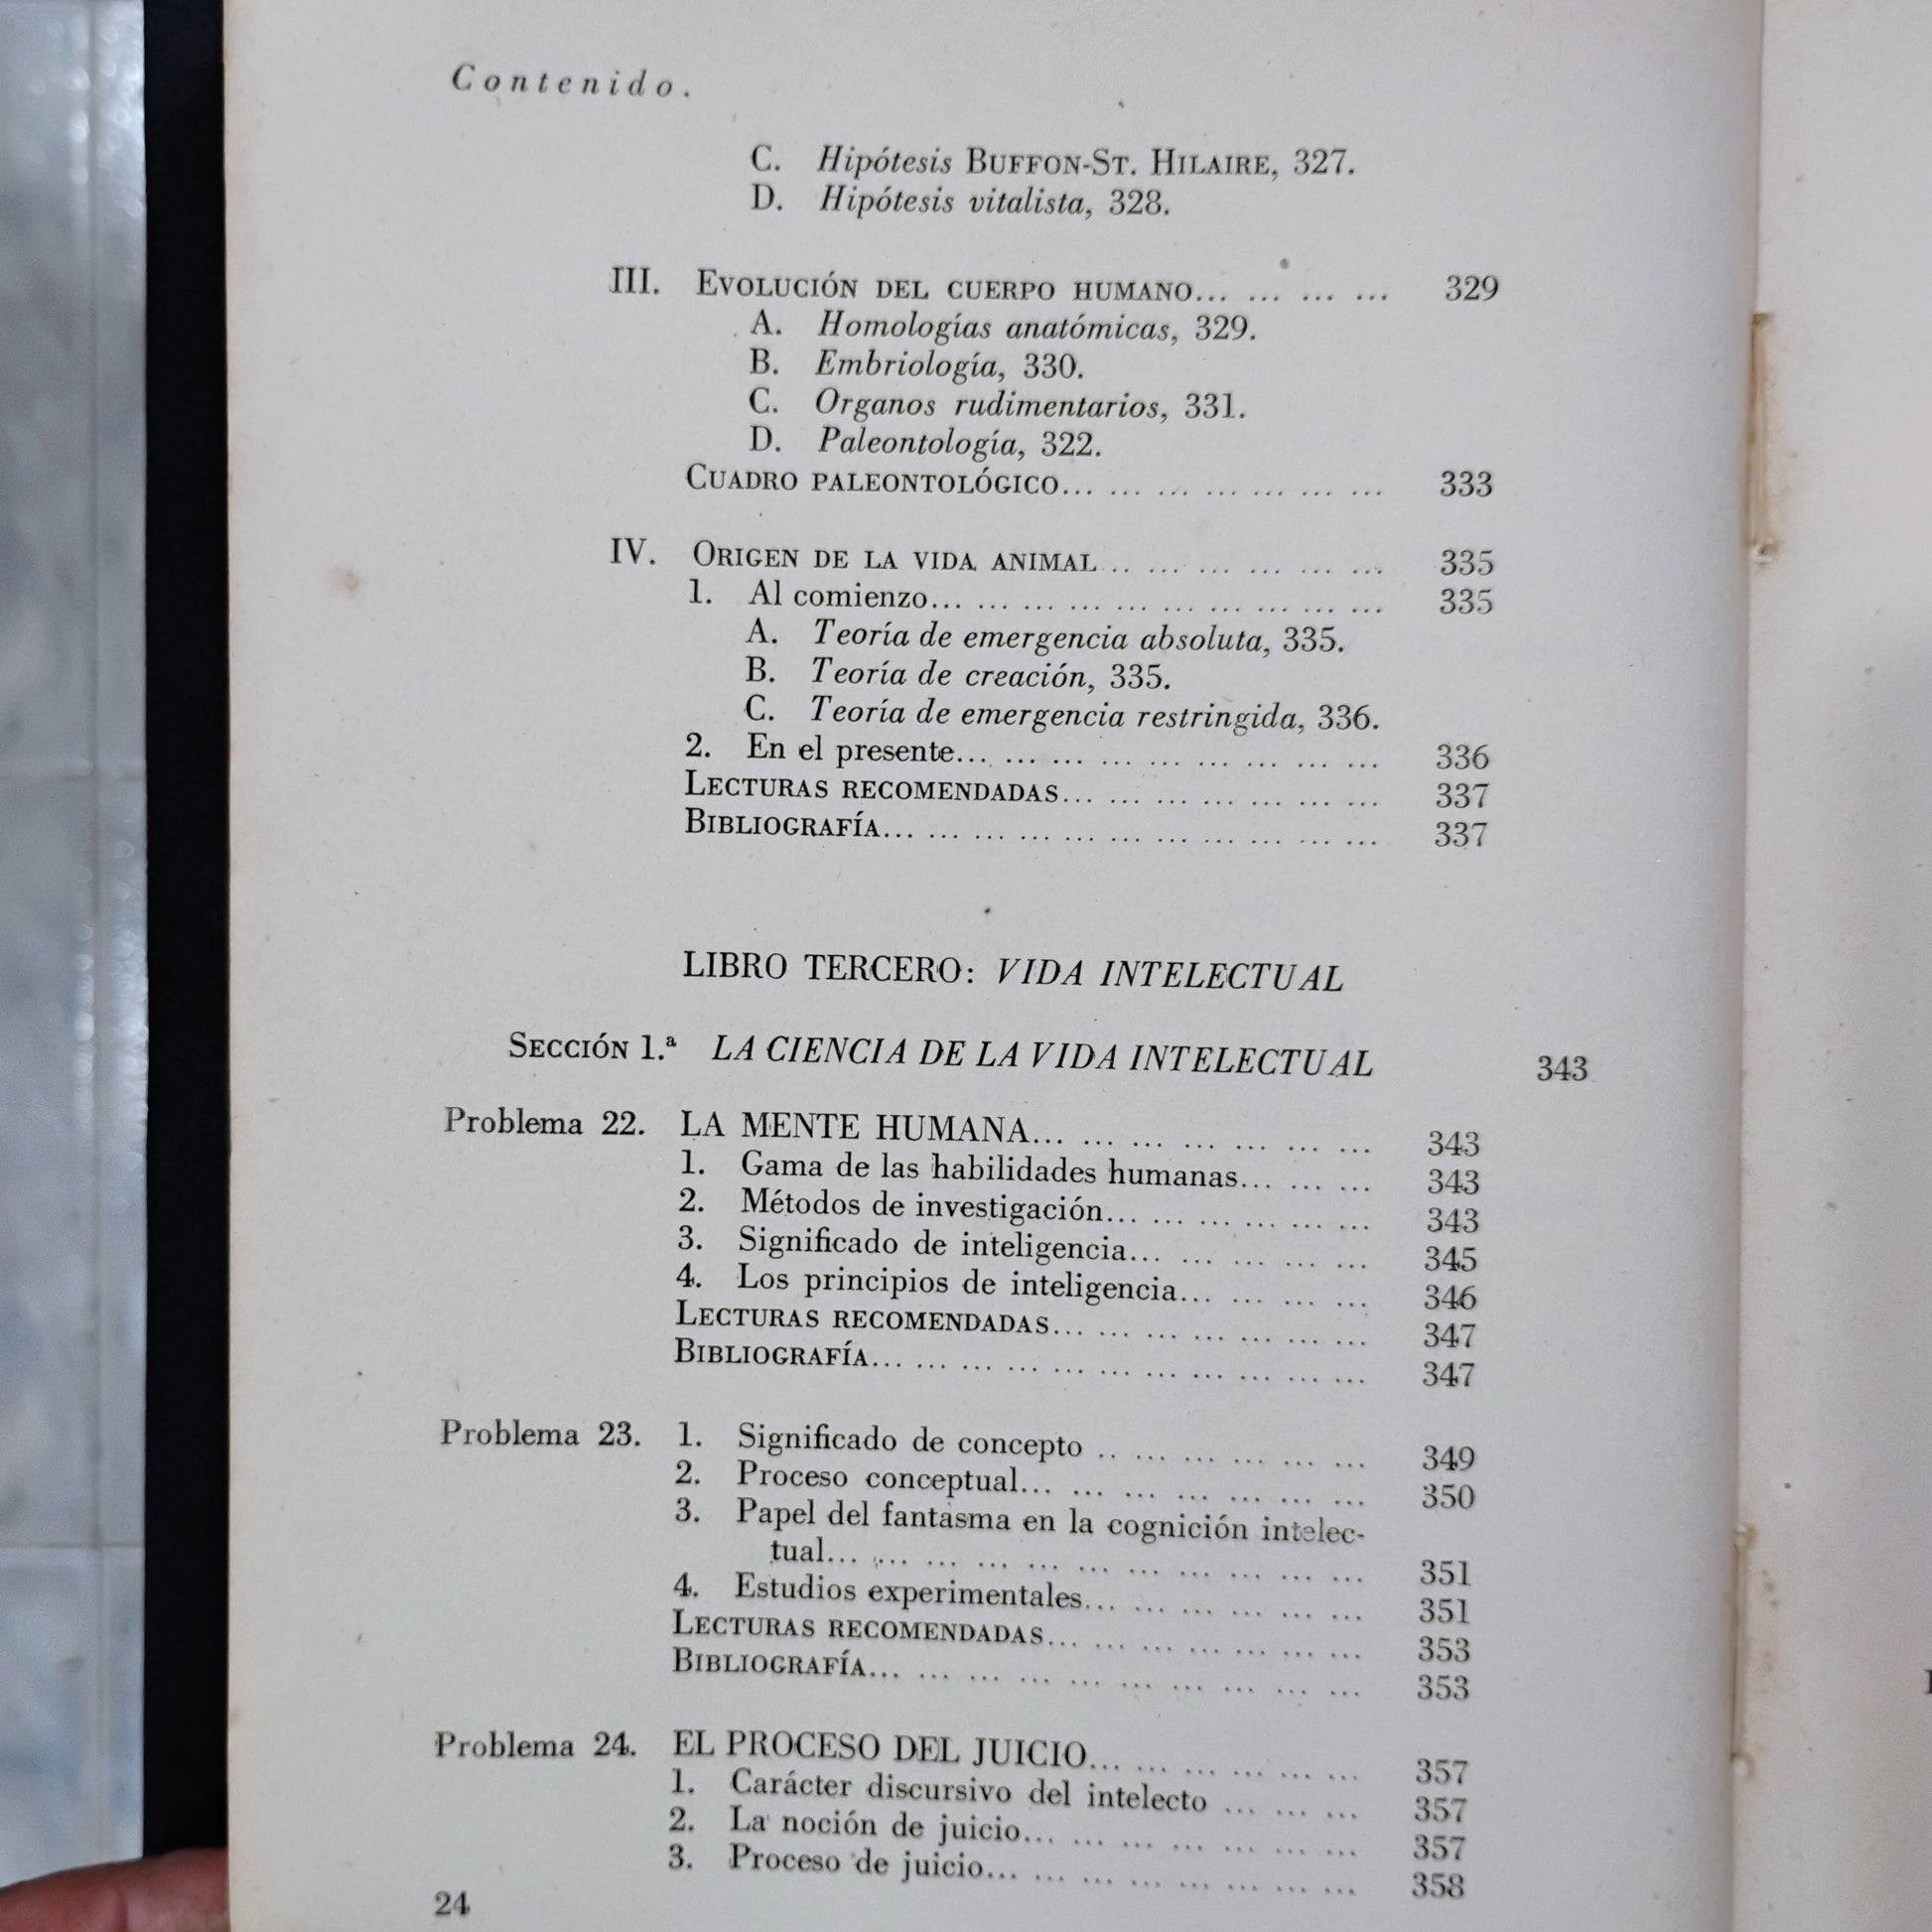 Contenido.
C. Hipótesis BUFFON-ST. HILAIRE, 327.
D. Hipótesis vitalista, 328.
III. EVOLUCIÓN DEL CUERPO HUMANO... ... ... ... 329
A. Homologías anatómicas, 329.
B. Embriología, 330.
C. Organos rudimentarios, 331.
D. Paleontología, 322.
CUADRO PALEONTOLÓGICO... ... ... ... ... ... ... 333
IV. ORIGEN DE LA VIDA ANIMAL... ... ... ... ... ... 335
1. Al comienzo... ... ... ... ... ... ... ... ... ... 335
A. Teoría de emergencia absoluta, 335.
B. Teoría de creación, 335.
C. Teoría de emergencia restringida, 336.
2. En el presente... ... ... ... ... ... ... ... ... 336
LECTURAS RECOMENDADAS... ... ... ... ... ... ... 337
BIBLIOGRAFÍA... ... ... ... ... ... ... ... ... ... ... 337
LIBRO TERCERO: VIDA INTELECTUAL
SECCIÓN 1.ª LA CIENCIA DE LA VIDA INTELECTUAL 343
Problema 22. LA MENTE HUMANA... ... ... ... ... ... ... 343
1. Gama de las habilidades humanas... ... ... 343
2. Métodos de investigación... ... ... ... ... ... 343
3. Significado de inteligencia... ... ... ... ... 345
4. Los principios de inteligencia... ... ... ... 346
LECTURAS RECOMENDADAS... ... ... ... ... ... ... 347
BIBLIOGRAFÍA... ... ... ... ... ... ... ... ... ... ... 347
Problema 23. 1. Significado de concepto .. ... ... ... ... ... 349
2. Proceso conceptual... ... ... ... ... ... ... 350
3. Papel del fantasma en la cognición intelec-
tual... ... ... ... ... ... ... ... ... ... ... 351
4. Estudios experimentales... ... ... ... ... ... 351
LECTURAS RECOMENDADAS... ... ... ... ... ... ... 353
BIBLIOGRAFÍA... ... ... ... ... ... ... ... ... ... 353
Problema 24. EL PROCESO DEL JUICIO... ... ... ... ... ... 357
1. Carácter discursivo del intelecto ... ... ... 357
2. La noción de juicio... ... ... ... ... ... ... 357
3. Proceso de juicio... ... ... ... ... ... ... ... 358
24